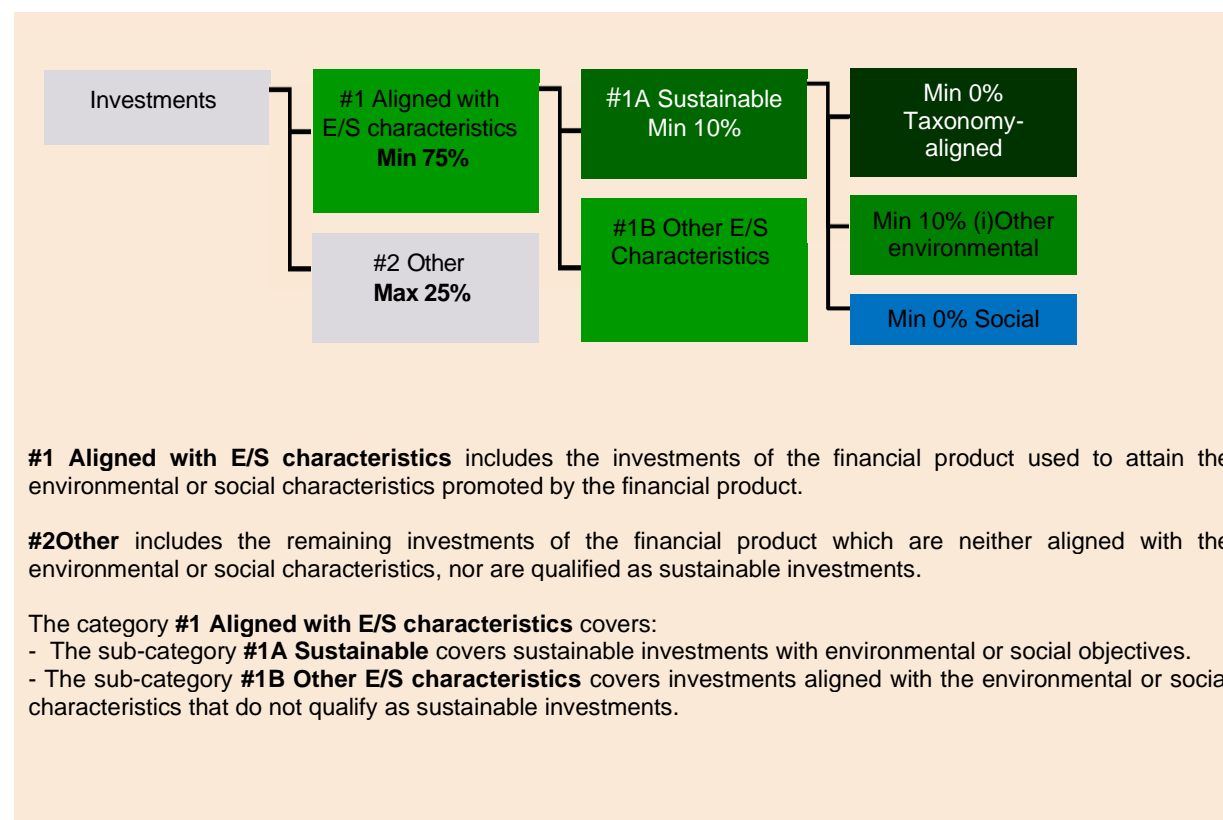 Investments
#1 Aligned with
E/S characteristics
Min 75%
#2 Other
Max 25%
#1A Sustainable
Min 10%
#1B Other E/S
Characteristics
Min 0%
Taxonomy-
aligned
Min 10% (i)Other
environmental
Min 0% Social
#1 Aligned with E/S characteristics includes the investments of the financial product used to attain the
environmental or social characteristics promoted by the financial product.
#2Other includes the remaining investments of the financial product which are neither aligned with the
environmental or social characteristics, nor are qualified as sustainable investments.
The category #1 Aligned with E/S characteristics covers:
- The sub-category #1A Sustainable covers sustainable investments with environmental or social objectives.
- The sub-category #1B Other E/S characteristics covers investments aligned with the environmental or social
characteristics that do not qualify as sustainable investments.